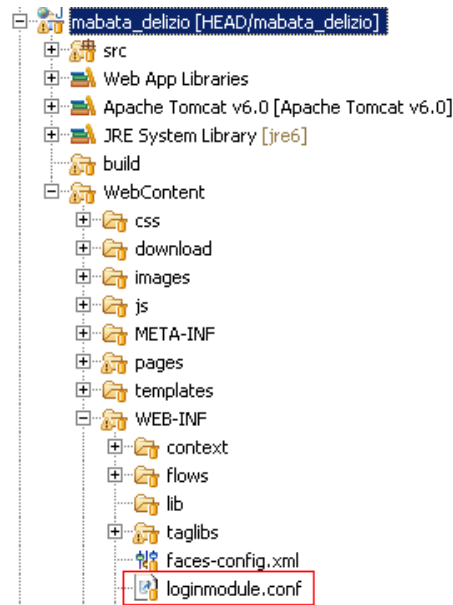 mabata_delizio [HEAD/mabata_delizio]
src
Web App Libraries
Apache Tomcat v6.0 [Apache Tomcat v6.0]
JRE System Library [jre6]
build
WebContent
css
download
images
js
META-INF
pages
templates
WEB-INF
context
flows
lib
taglibs
faces-config.xml
loginmodule.conf